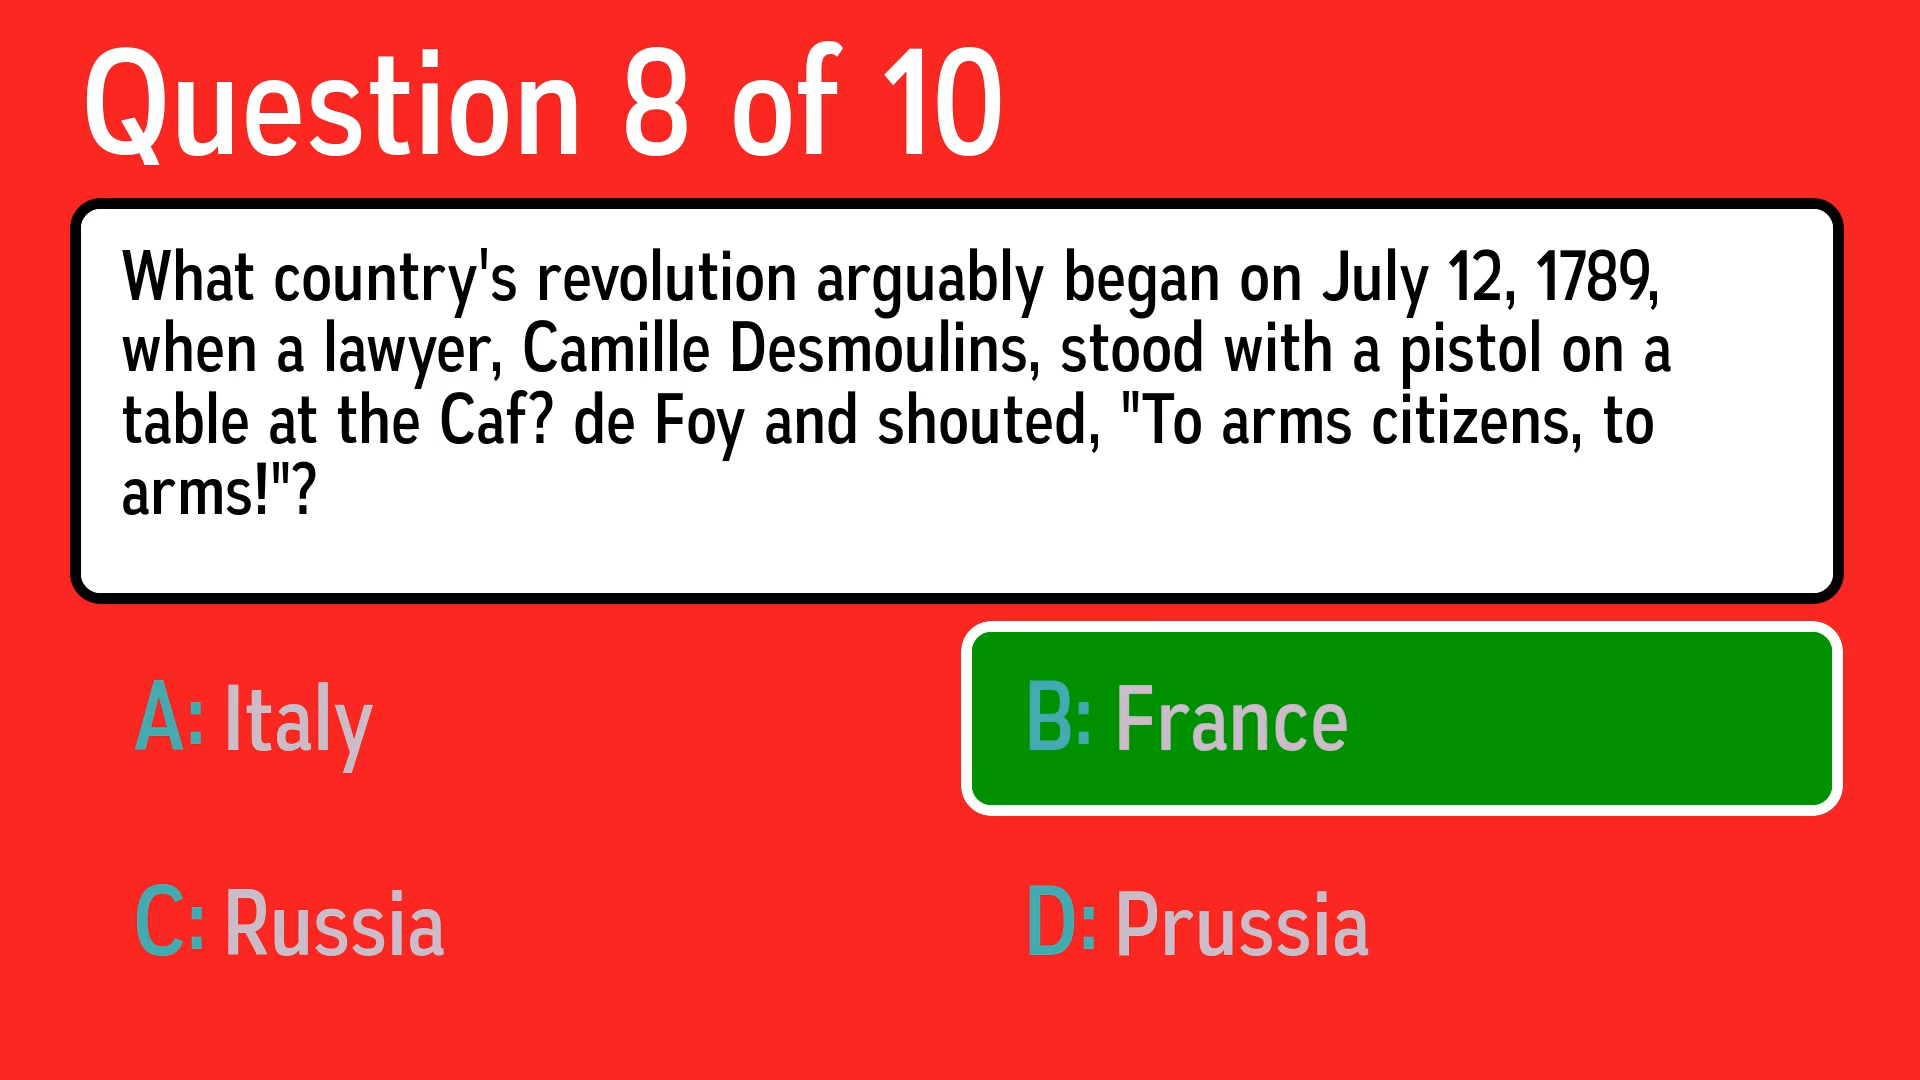 Question 8 of 10
What country's revolution arguably began on July 12, 1789,
when a lawyer, Camille Desmoulins, stood with a pistol on a
table at the Caf? de Foy and shouted, "To arms citizens, to
arms!"?
A: Italy
B: France
C: Russia
D: Prussia